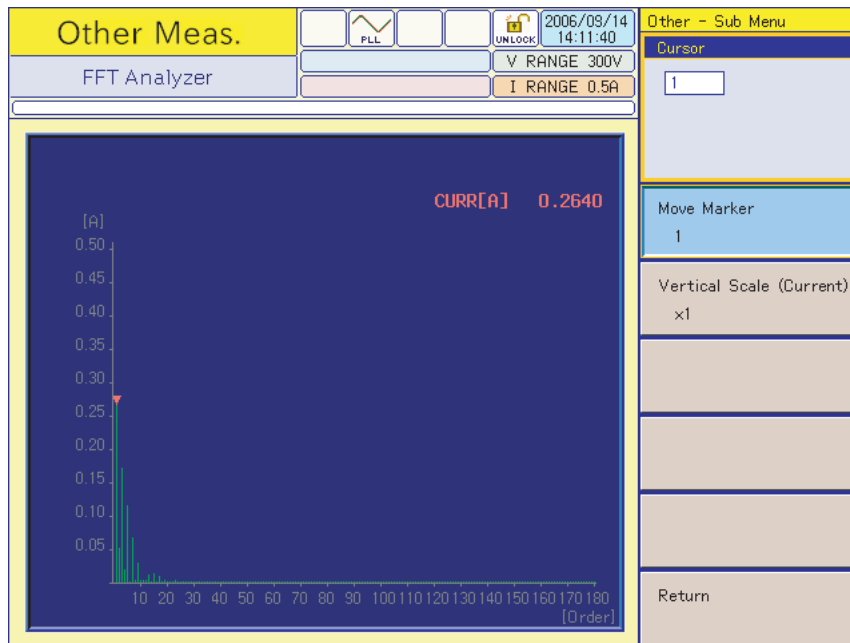 Other Meas.
FFT Analyzer
PLL
UNLOCK
2006/09/14
14:11:40
V RANGE 300V
I RANGE 0.5A
CURR[A] 0.2640
[A]
0.50
0.45
0.40
0.35
0.30
0.25
0.20
0.15
0.10
0.05
10 20 30 40 50 60 70 80 90 100 110 120 130 140 150 160 170 180
[Order]
Other - Sub Menu
Cursor
1
Move Marker
1
Vertical Scale (Current)
×1
Return